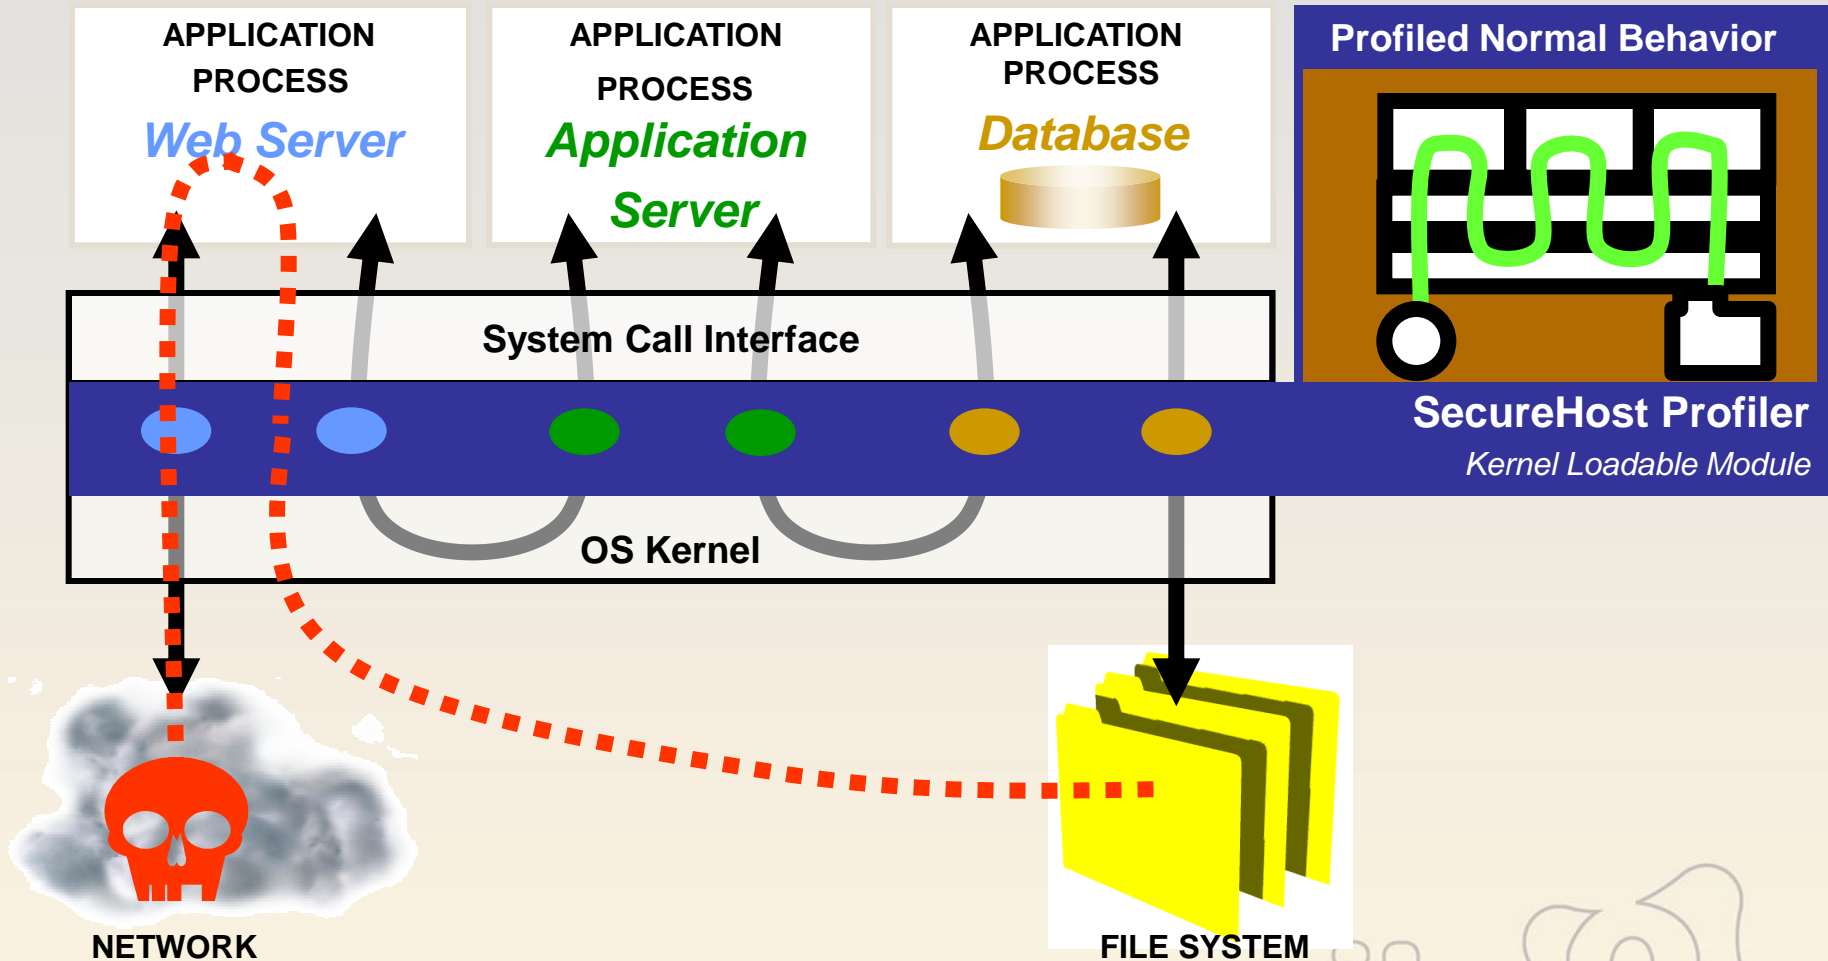 APPLICATION
PROCESS
Web Server
APPLICATION
PROCESS
Application
Server
APPLICATION
PROCESS
Database
Profiled Normal Behavior
System Call Interface
SecureHost Profiler
Kernel Loadable Module
OS Kernel
NETWORK
FILE SYSTEM